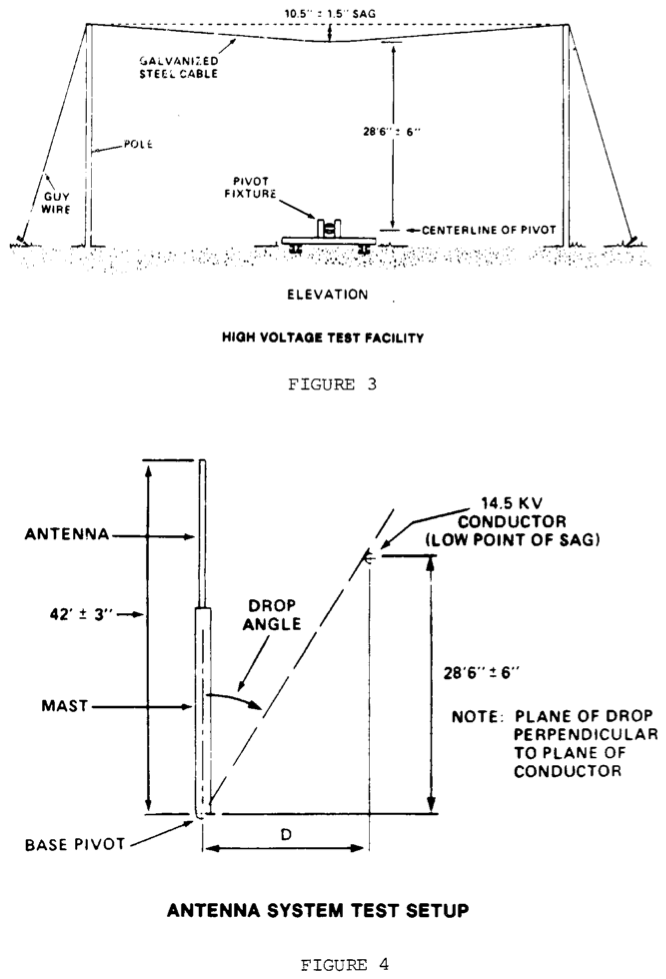 10.5" ± 1.5" SAG
GALVANIZED
STEEL CABLE
28'6" ± 6"
POLE
PIVOT
FIXTURE
GUY
WIRE
CENTERLINE OF PIVOT
ELEVATION
HIGH VOLTAGE TEST FACILITY
FIGURE 3
14.5 KV
CONDUCTOR
(LOW POINT OF SAG)
ANTENNA
DROP
ANGLE
42' ± 3"
28'6" ± 6"
MAST
NOTE: PLANE OF DROP
PERPENDICULAR
TO PLANE OF
CONDUCTOR
D
BASE PIVOT
ANTENNA SYSTEM TEST SETUP
FIGURE 4